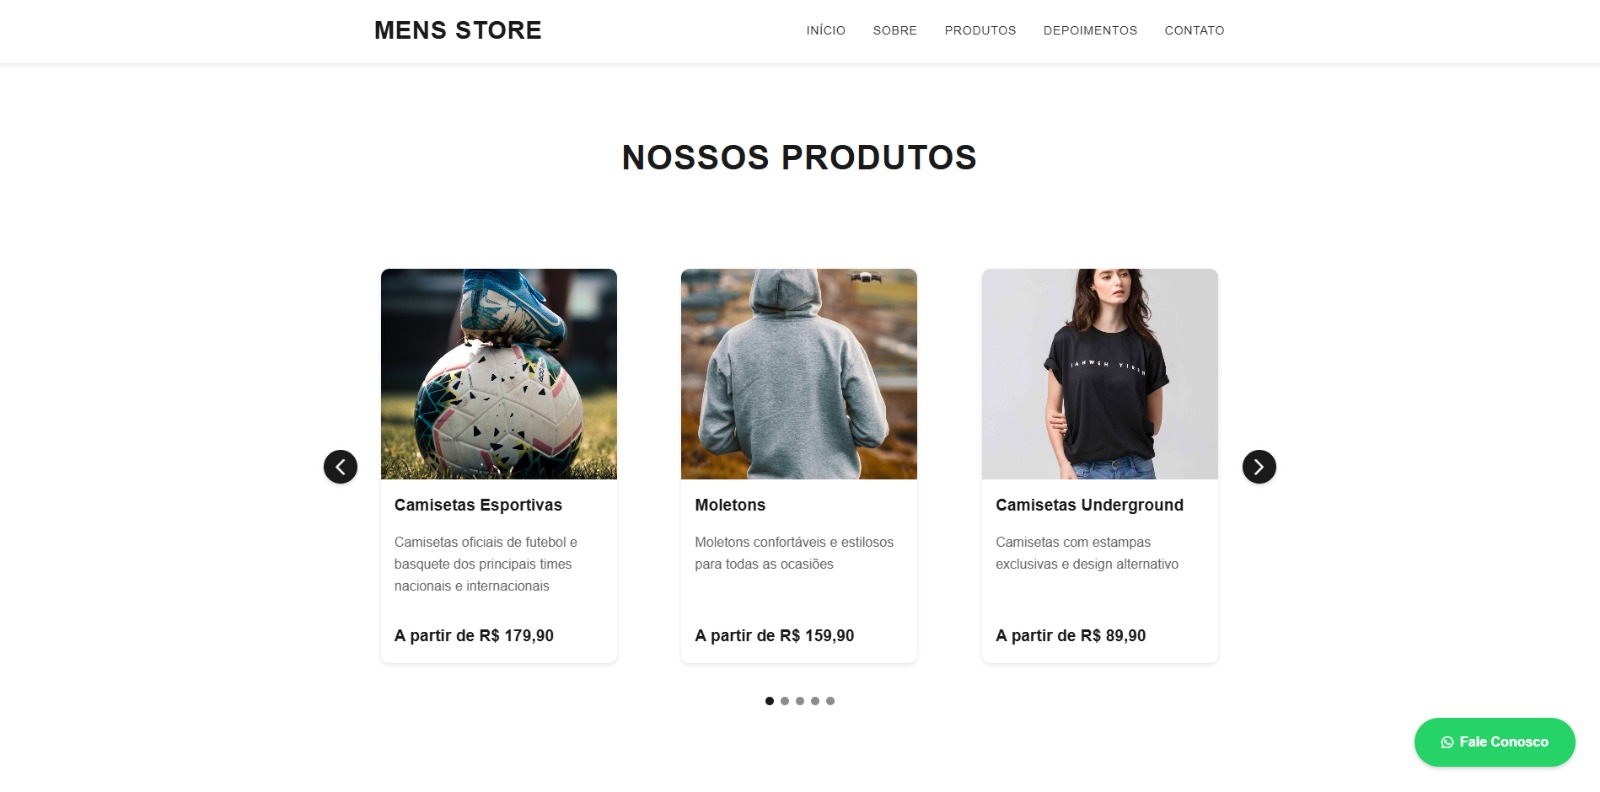 MENS STORE
INÍCIO SOBRE PRODUTOS DEPOIMENTOS CONTATO
NOSSOS PRODUTOS
Camisetas Esportivas
Camisetas oficiais de futebol e
basquete dos principais times
nacionais e internacionais
A partir de R$ 179,90
Moletons
Moletons confortáveis e estilosos
para todas as ocasiões
A partir de R$ 159,90
Camisetas Underground
Camisetas com estampas
exclusivas e design alternativo
A partir de R$ 89,90
Fale Conosco